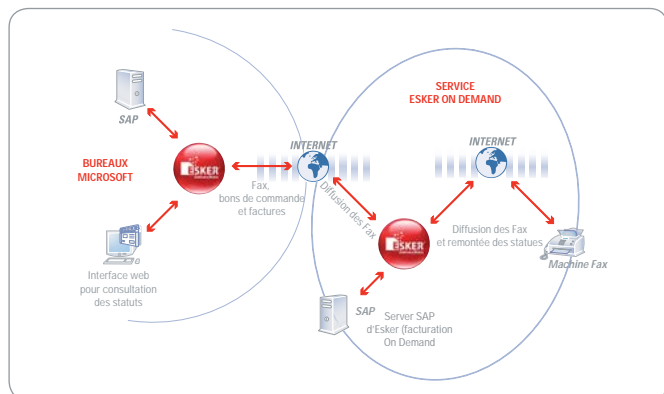 SAP
BUREAUX
MICROSOFT
ESKER
Interface web
pour consultation
des statuts
INTERNET
Fax,
bons de commande
et factures
SERVICE
ESKER ON DEMAND
Diffusion des Fax
INTERNET
ESKER
Diffusion des Fax
et remontée des statues
Machine Fax
SAP
Server SAP
d'Esker (facturation
On Demand